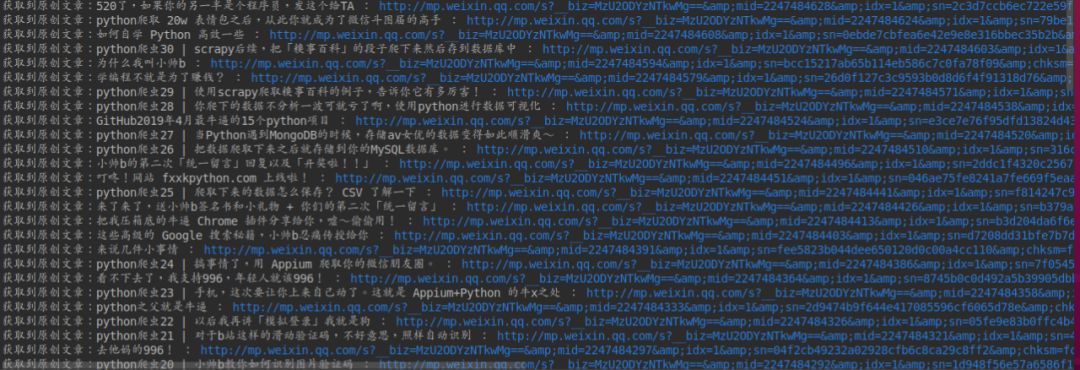 获取到原创文章：520了，如果你的另一半是个程序员，发这个给TA ： http://mp.weixin.qq.com/s?__biz=MzU2ODYzNTkwMg==&amp;mid=2247484628&amp;idx=1&amp;sn=2c3d7ccb6ec722e59f
获取到原创文章：python爬取 20w 表情包之后，从此你就成为了微信斗图届的高手 ： http://mp.weixin.qq.com/s?__biz=MzU2ODYzNTkwMg==&amp;mid=2247484624&amp;idx=1&amp;sn=79be1
获取到原创文章：如何自学 Python 高效一些 ： http://mp.weixin.qq.com/s?__biz=MzU2ODYzNTkwMg==&amp;mid=2247484608&amp;idx=1&amp;sn=0ebde7cbfea6e42e9e8e316bbec35b2b&a
获取到原创文章：python爬虫30 | scrapy后续，把「糗事百科」的段子爬下来然后存到数据库中 ： http://mp.weixin.qq.com/s?__biz=MzU2ODYzNTkwMg==&amp;mid=2247484603&amp;idx=1&amp;sn=
获取到原创文章：为什么我叫小帅b ： http://mp.weixin.qq.com/s?__biz=MzU2ODYzNTkwMg==&amp;mid=2247484594&amp;idx=1&amp;sn=bcc15217ab65b114eb586c7c0fa78f09&amp;chksm=
获取到原创文章：学编程不就是为了赚钱？ ： http://mp.weixin.qq.com/s?__biz=MzU2ODYzNTkwMg==&amp;mid=2247484579&amp;idx=1&amp;sn=26d0f127c3c9593b0d8d6f4f91318d76&amp;
获取到原创文章：python爬虫29 | 使用scrapy爬取糗事百科的例子，告诉你它有多厉害！ ： http://mp.weixin.qq.com/s?__biz=MzU2ODYzNTkwMg==&amp;mid=2247484571&amp;idx=1&amp;sn=
获取到原创文章：python爬虫28 | 你爬下的数据不分析一波可就亏了啊，使用python进行数据可视化 ： http://mp.weixin.qq.com/s?__biz=MzU2ODYzNTkwMg==&amp;mid=2247484538&amp;idx=
获取到原创文章：GitHub2019年4月最牛逼的15个python项目 ： http://mp.weixin.qq.com/s?__biz=MzU2ODYzNTkwMg==&amp;mid=2247484524&amp;idx=1&amp;sn=e3ce7e76f95dfd13824d43
获取到原创文章：python爬虫27 | 当Python遇到MongoDB的时候，存储av女优的数据变得如此顺滑爽～ ： http://mp.weixin.qq.com/s?__biz=MzU2ODYzNTkwMg==&amp;mid=2247484520&amp;idx=1
获取到原创文章：python爬虫26 | 把数据爬取下来之后就存储到你的MySQL数据库。 ： http://mp.weixin.qq.com/s?__biz=MzU2ODYzNTkwMg==&amp;mid=2247484510&amp;idx=1&amp;sn=316c
获取到原创文章：小帅b的第二次「统一留言」回复以及「开奖啦！！」 ： http://mp.weixin.qq.com/s?__biz=MzU2ODYzNTkwMg==&amp;mid=2247484496&amp;idx=1&amp;sn=2ddc1f4320c2567
获取到原创文章：叮咚！网站 fxxkpython.com 上线啦！ ： http://mp.weixin.qq.com/s?__biz=MzU2ODYzNTkwMg==&amp;mid=2247484451&amp;idx=1&amp;sn=046ae75fe8241a7fe669f5eaa
获取到原创文章：python爬虫25 | 爬取下来的数据怎么保存？ CSV 了解一下 ： http://mp.weixin.qq.com/s?__biz=MzU2ODYzNTkwMg==&amp;mid=2247484441&amp;idx=1&amp;sn=f814247c9
获取到原创文章：来了来了，送小帅b签名书和小礼物 + 你们的第二次「统一留言」 ： http://mp.weixin.qq.com/s?__biz=MzU2ODYzNTkwMg==&amp;mid=2247484429&amp;idx=1&amp;sn=b379a
获取到原创文章：把我压箱底的牛逼 Chrome 插件分享给你，嘘～偷偷用！ ： http://mp.weixin.qq.com/s?__biz=MzU2ODYzNTkwMg==&amp;mid=2247484413&amp;idx=1&amp;sn=b3d204da6f6e
获取到原创文章：这些高级的 Google 搜索秘籍，小帅b忍痛传授给你 ： http://mp.weixin.qq.com/s?__biz=MzU2ODYzNTkwMg==&amp;mid=2247484403&amp;idx=1&amp;sn=d7208dd31bfe7b7d
获取到原创文章：来说几件小事情 ： http://mp.weixin.qq.com/s?__biz=MzU2ODYzNTkwMg==&amp;mid=2247484391&amp;idx=1&amp;sn=fee5823b044dee650120d0c00a4cc110&amp;chksm=f
获取到原创文章：python爬虫24 | 搞事情了，用 Appium 爬取你的微信朋友圈。 ： http://mp.weixin.qq.com/s?__biz=MzU2ODYzNTkwMg==&amp;mid=2247484386&amp;idx=1&amp;sn=7f0545
获取到原创文章：看不下去了，我支持996，年轻人就该996！ ： http://mp.weixin.qq.com/s?__biz=MzU2ODYzNTkwMg==&amp;mid=2247484364&amp;idx=1&amp;sn=8745b0c0d492a5b39905db
获取到原创文章：python爬虫23 | 手机，这次要让你上来自己动了。这就是 Appium+Python 的牛x之处 ： http://mp.weixin.qq.com/s?__biz=MzU2ODYzNTkwMg==&amp;mid=2247484358&amp;idx=1
获取到原创文章：python之父就是牛逼 ： http://mp.weixin.qq.com/s?__biz=MzU2ODYzNTkwMg==&amp;mid=2247484333&amp;idx=1&amp;sn=2d9474b9f644e417085596cf6065d78e&amp;chk
获取到原创文章：python爬虫22 | 以后我再讲「模拟登录」我就是狗 ： http://mp.weixin.qq.com/s?__biz=MzU2ODYzNTkwMg==&amp;mid=2247484326&amp;idx=1&amp;sn=05fe9e83b0ffc4b4
获取到原创文章：python爬虫21 | 对于b站这样的滑动验证码，不好意思，照样自动识别 ： http://mp.weixin.qq.com/s?__biz=MzU2ODYzNTkwMg==&amp;mid=2247484321&amp;idx=1&amp;sn=
获取到原创文章：去他妈的996！ ： http://mp.weixin.qq.com/s?__biz=MzU2ODYzNTkwMg==&amp;mid=2247484297&amp;idx=1&amp;sn=04f2cb49232a02928cfb6c8ca29c8ff2&amp;chksm=fc
获取到原创文章：python爬虫20 | 小帅b教你如何识别图片验证码 ： http://mp.weixin.qq.com/s?__biz=MzU2ODYzNTkwMg==&amp;mid=2247484292&amp;idx=1&amp;sn=1d948f56e57a6586f1